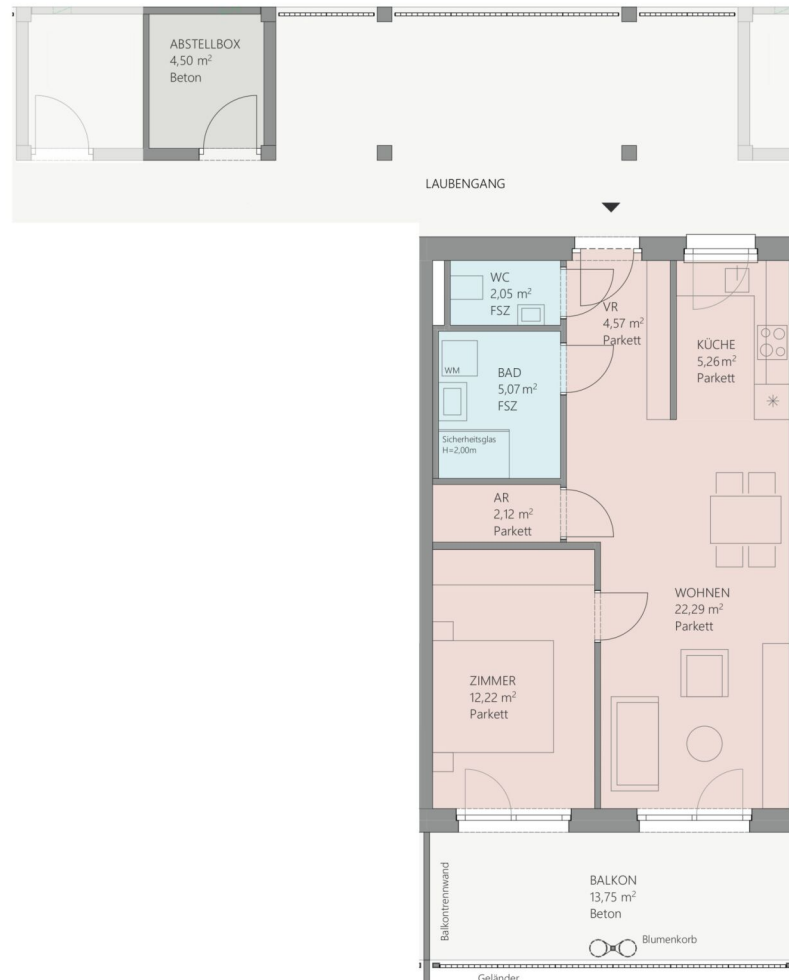 ABSTELLBOX
4,50 m²
Beton
LAUBENGANG
WC
2,05 m²
FSZ
VR
4,57 m²
Parkett
KÜCHE
5,26 m²
Parkett
WM
BAD
5,07 m²
FSZ
Sicherheitsglas
H=2,00m
AR
2,12 m²
Parkett
WOHNEN
22,29 m²
Parkett
ZIMMER
12,22 m²
Parkett
Balkontrennwand
BALKON
13,75 m²
Beton
Blumenkorb
Geländer